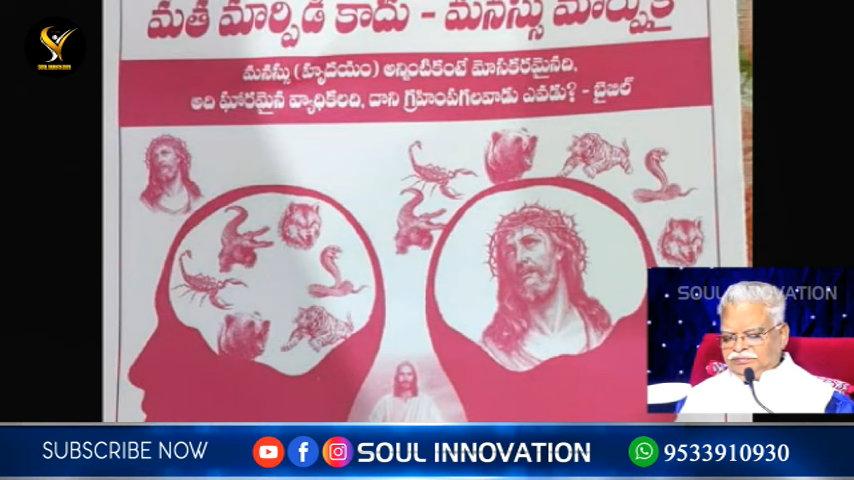 మత మార్పిడి కాదు - మనస్సు మార్పుకై
మనస్సు (హృదయం) అన్నింటికంటే మోసకరమైనది,
అది ఘోరమైన వ్యాధికలది, దాని గ్రహింపగలవాడు ఎవడు? - బైబిల్
SOUL INNOVATION
SUBSCRIBE NOW
SOUL INNOVATION
9533910930